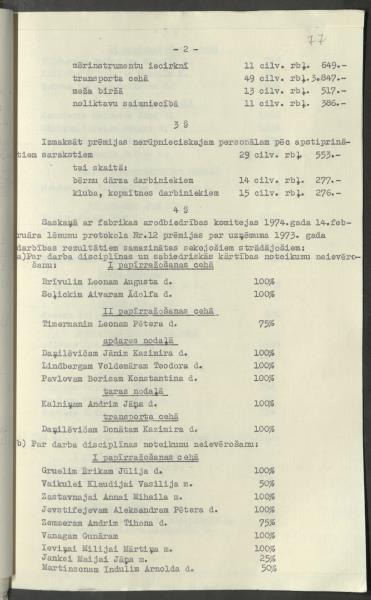 77
- 2 -
mērinstrumentu iecirknī 11 cilv. rbļ. 649.-
transporta cehā 49 cilv. rbļ. 3.847.-
meža biržā 13 cilv. rbļ. 517.-
noliktavu saimniecībā 11 cilv. rbļ. 386.-
3 §
Izmaksāt prēmijas nerūpnieciskajam personālam pēc apstiprinā-
tiem sarakstiem 29 cilv. rbļ. 553.-
tai skaitā:
bērnu dārza darbiniekiem 14 cilv. rbļ. 277.-
kluba, kopmītnes darbiniekiem 15 cilv. rbļ. 276.-
4 §
Saskaņā ar fabrikas arodbiedrības komitejas 1974.gada 14.feb-
ruāra lēmumu protokola Nr.12 prēmijas par uzņēmuma 1973. gada
darbības rezultātiem samazinātas sekojošiem strādājošiem:
a)Par darba disciplīnas un sabiedriskās kārtības noteikumu neievēro-
šanu: I papīrražošanas cehā
Brīvulim Leonam Augusta d. 100%
Seļickim Aivaram Ādolfa d. 100%
II papīrražošanas cehā
Timermanim Leonam Pētera d. 75%
apdares nodaļā
Daņilēvičam Jānim Kazimira d. 100%
Lindbergam Voldemāram Teodora d. 100%
Pavlovam Borisam Konstantina d. 100%
taras nodaļā
Kalniņam Andrim Jāņa d. 100%
transporta cehā
Daņilēvičam Donātam Kazimira d. 100%
b) Par darba disciplīnas noteikumu neievērošanu:
I papīrražošanas cehā
Gruelim Ērikam Jūlija d. 100%
Vaikulei Klaudijai Vasilija m. 50%
Zastavnajai Annai Mihaila m. 100%
Jevstifejevam Aleksandram Pētera d. 100%
Zemzeram Andrim Tihona d. 75%
Vanagam Gunāram 100%
Ieviņai Milijai Mārtiņa m. 100%
Jankei Maijai Jāņa m. 25%
Martinsonam Indulim Arnolda d. 50%